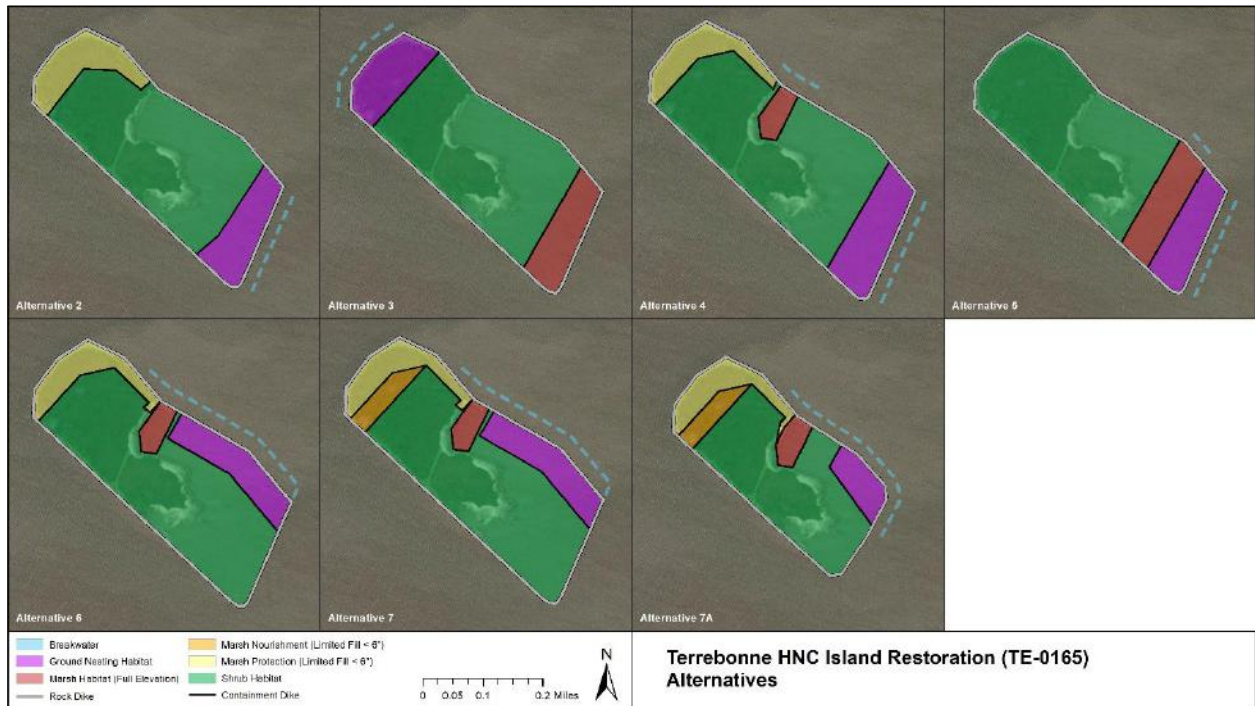 Alternative 2
Alternative 3
Alternative 4
Alternative 5
Alternative 6
Alternative 7
Alternative 7A
Breakwater
Ground Nesting Habitat
Marsh Habitat (Full Elevation)
Rock Dike
Marsh Nourishment (Limited Fill < 6")
Marsh Protection (Limited Fill < 6")
Shrub Habitat
Containment Dike
N
0 0.05 0.1 0.2 Miles
Terrebonne HNC Island Restoration (TE-0165)
Alternatives